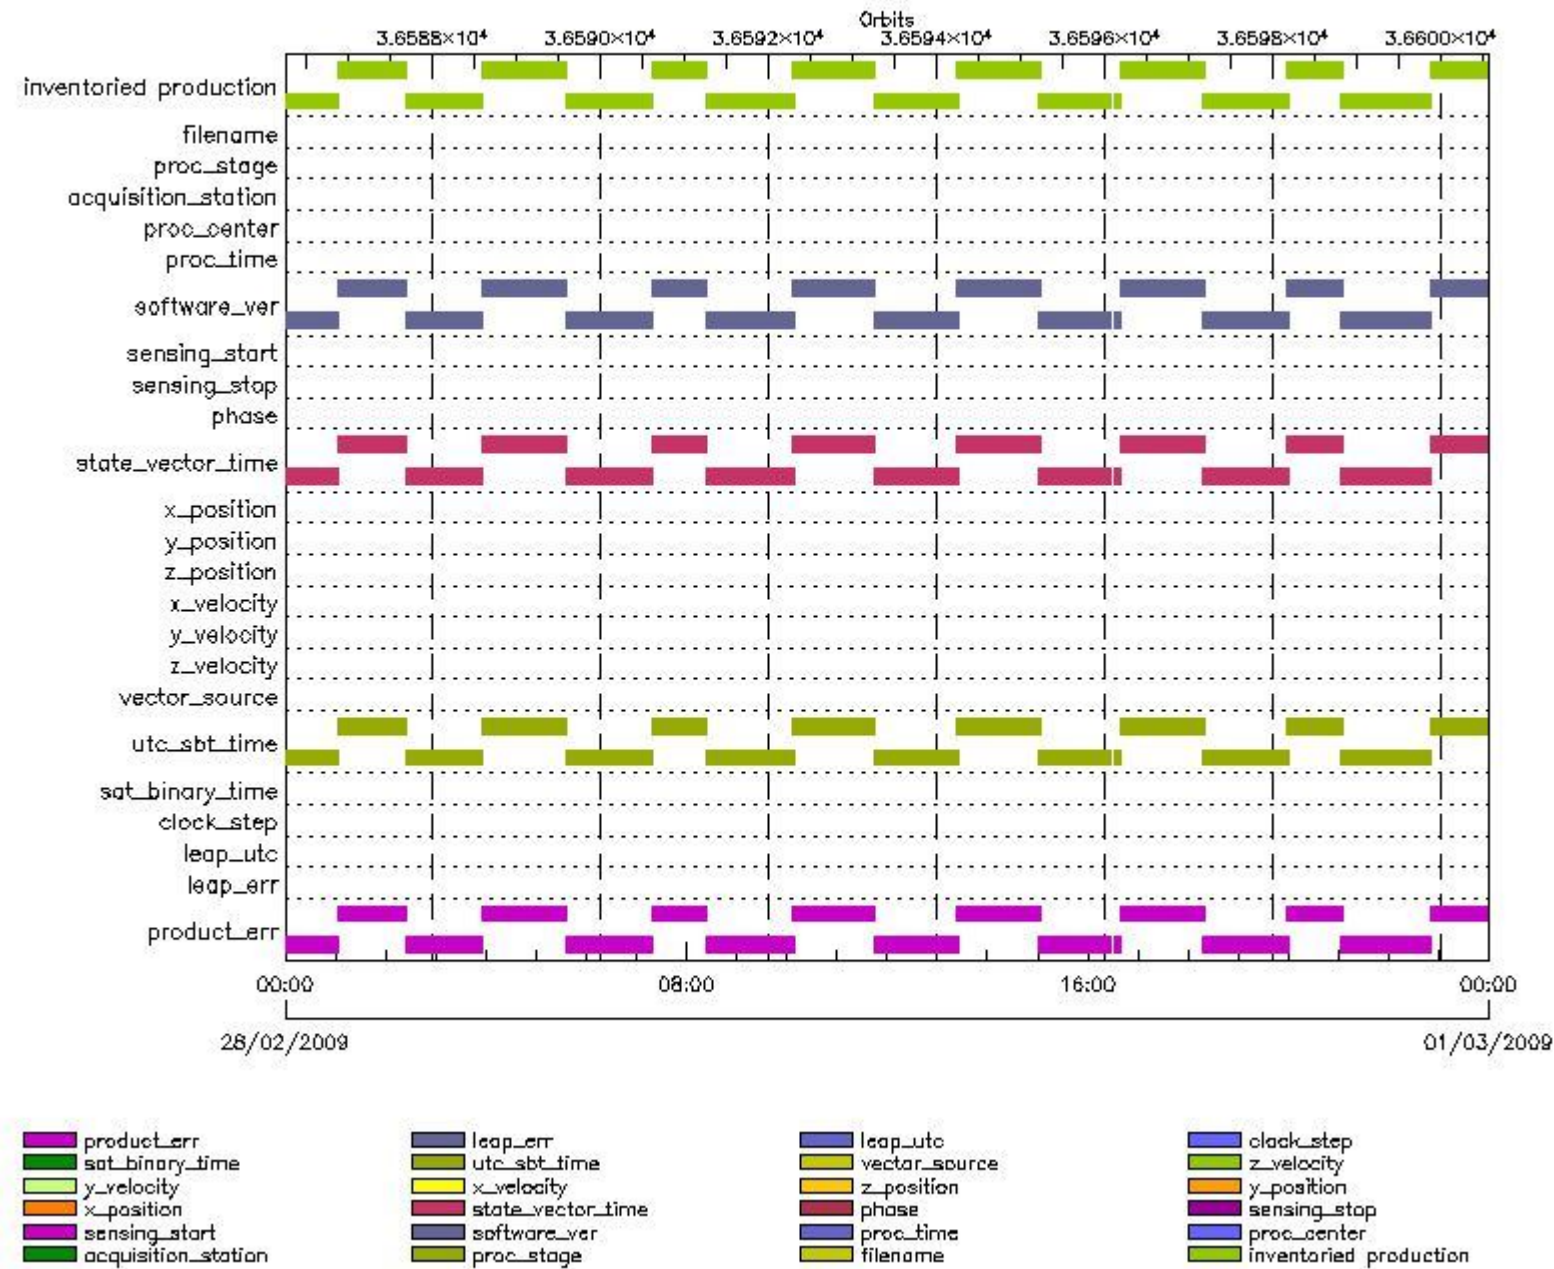 Orbits
3.6588×10⁴ 3.6590×10⁴ 3.6592×10⁴ 3.6594×10⁴ 3.6596×10⁴ 3.6598×10⁴ 3.6600×10⁴
inventoried production
filename
proc_stage
acquisition_station
proc_center
proc_time
software_ver
sensing_start
sensing_stop
phase
state_vector_time
x_position
y_position
z_position
x_velocity
y_velocity
z_velocity
vector_source
utc_sbt_time
sat_binary_time
clock_step
leap_utc
leap_err
product_err
00:00 08:00 16:00 00:00
28/02/2009 01/03/2009
product_err leap_err leap_utc clock_step
sat_binary_time utc_sbt_time vector_source z_velocity
y_velocity x_velocity z_position y_position
x_position state_vector_time phase sensing_stop
sensing_start software_ver proc_time proc_center
acquisition_station proc_stage filename inventoried production